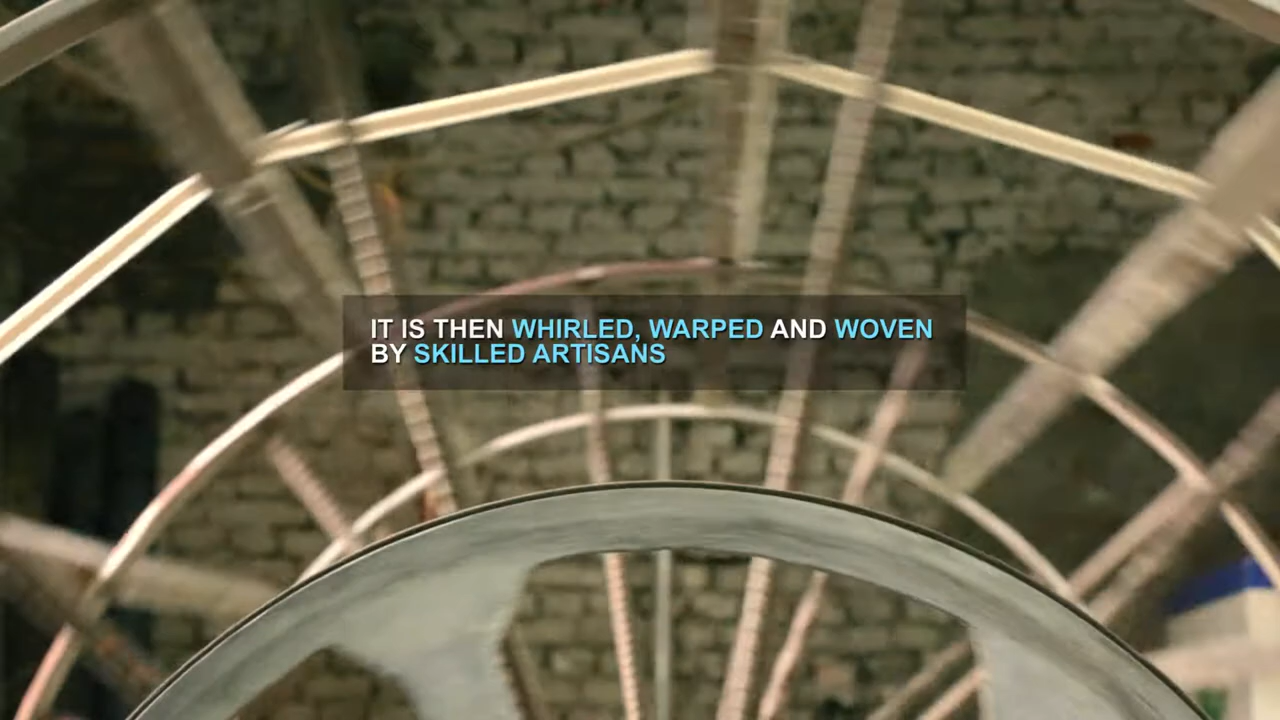 IT IS THEN WHIRLED, WARPED AND WOVEN
BY SKILLED ARTISANS